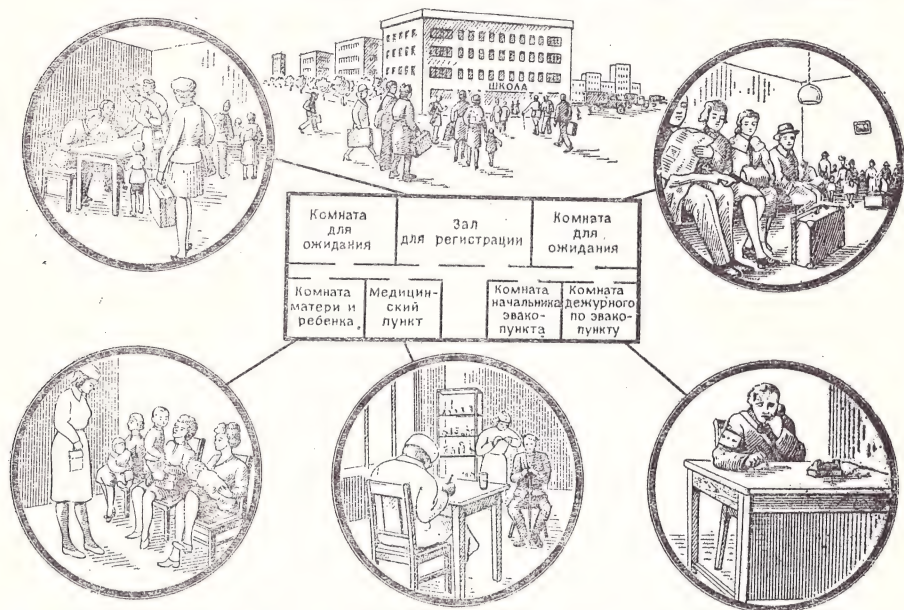 ШКОЛА
Комната
для
ожидания
Зал
для регистрации
Комната
для
ожидания
Комната
матери и
ребенка
Медицин-
ский
пункт
Комната
начальника
эвако-
пункта
Комната
дежурного
по эвако-
пункту